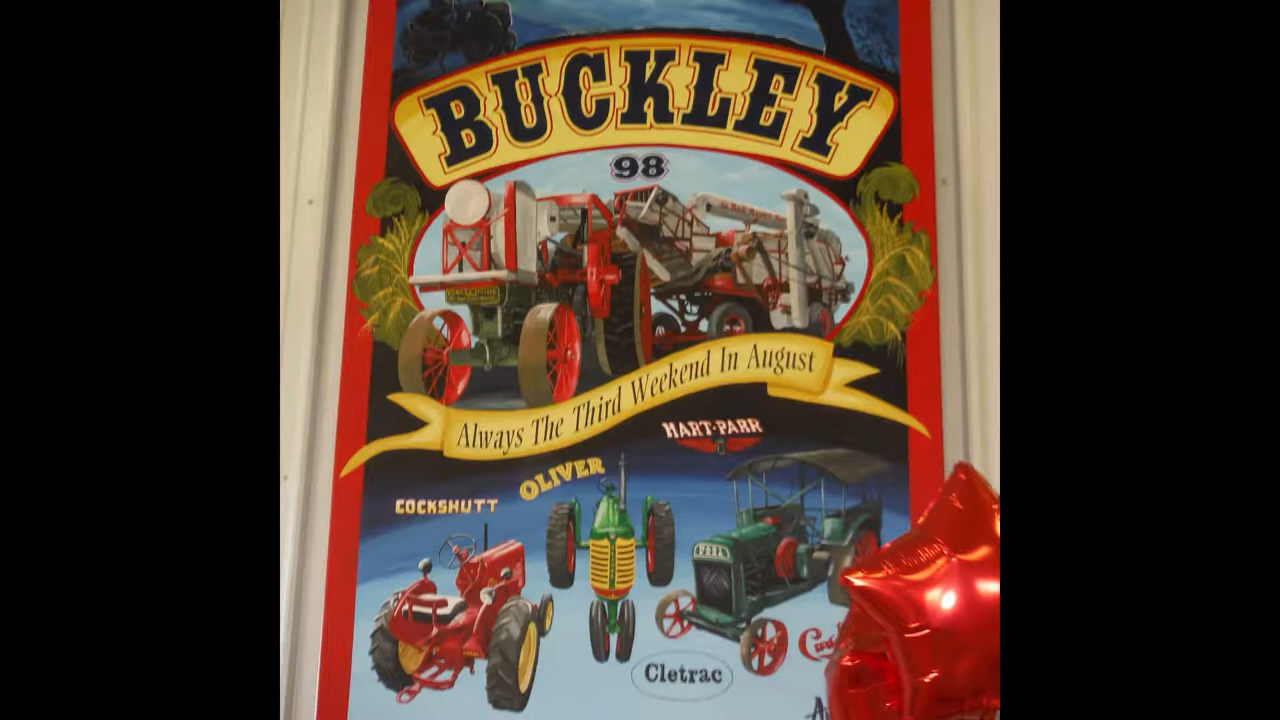 BUCKLEY
98
Always The Third Weekend In August
HART-PARR
OLIVER
COCKSHUTT
Cletrac